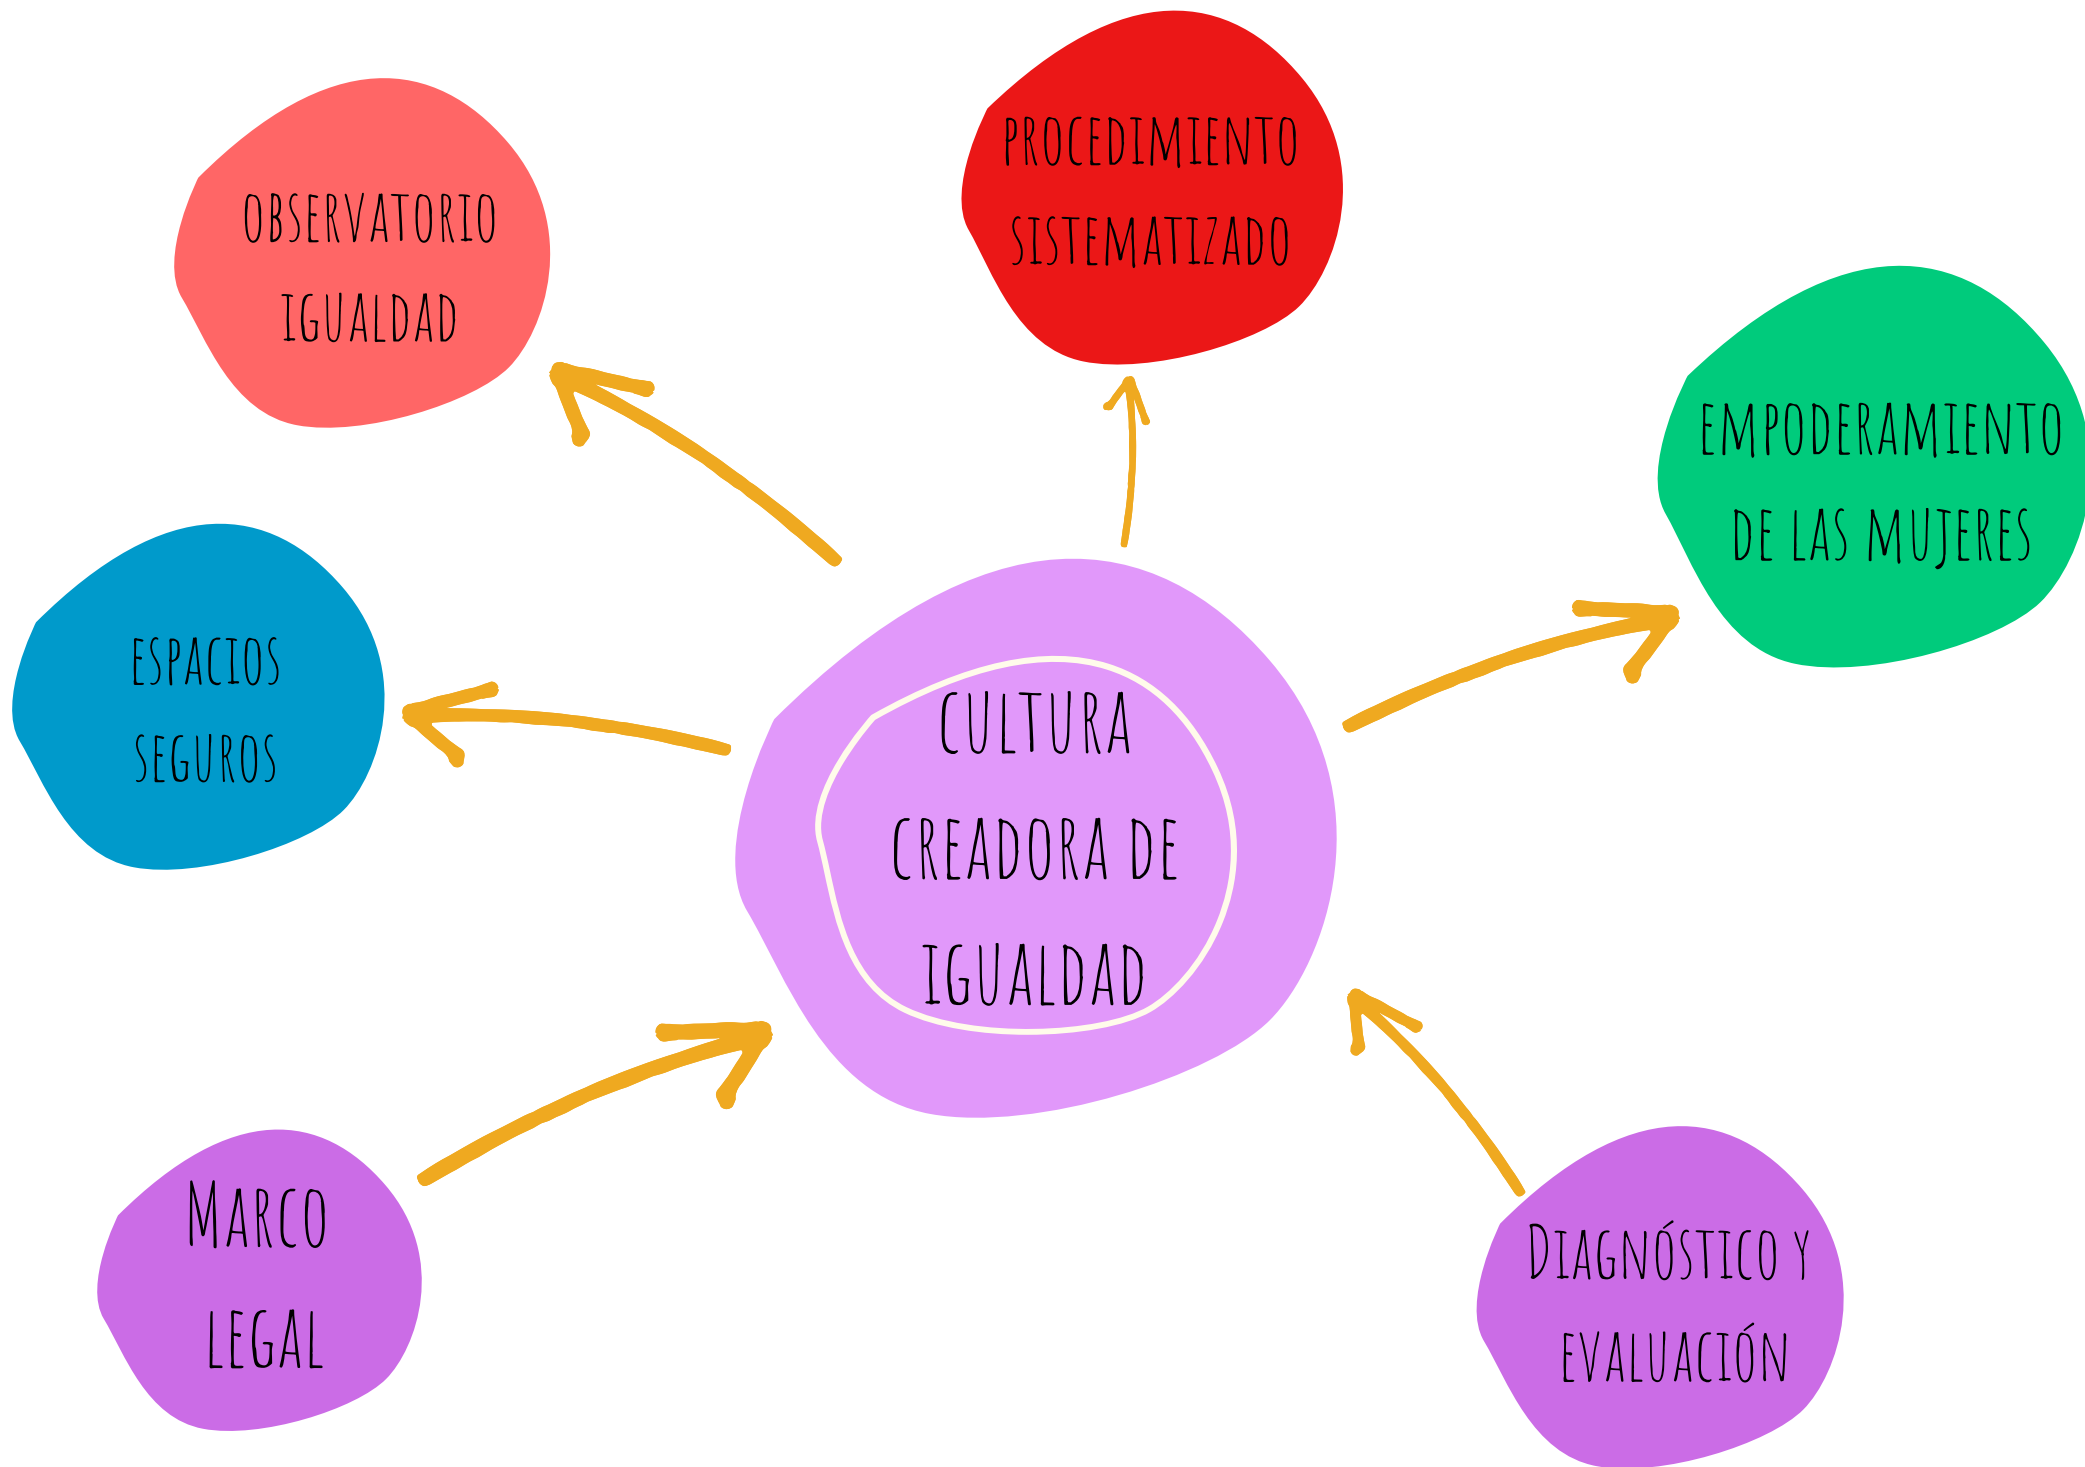 PROCEDIMIENTO
SISTEMATIZADO
OBSERVATORIO
IGUALDAD
EMPODERAMIENTO
DE LAS MUJERES
ESPACIOS
SEGUROS
CULTURA
CREADORA DE
IGUALDAD
MARCO
LEGAL
DIAGNÓSTICO Y
EVALUACIÓN